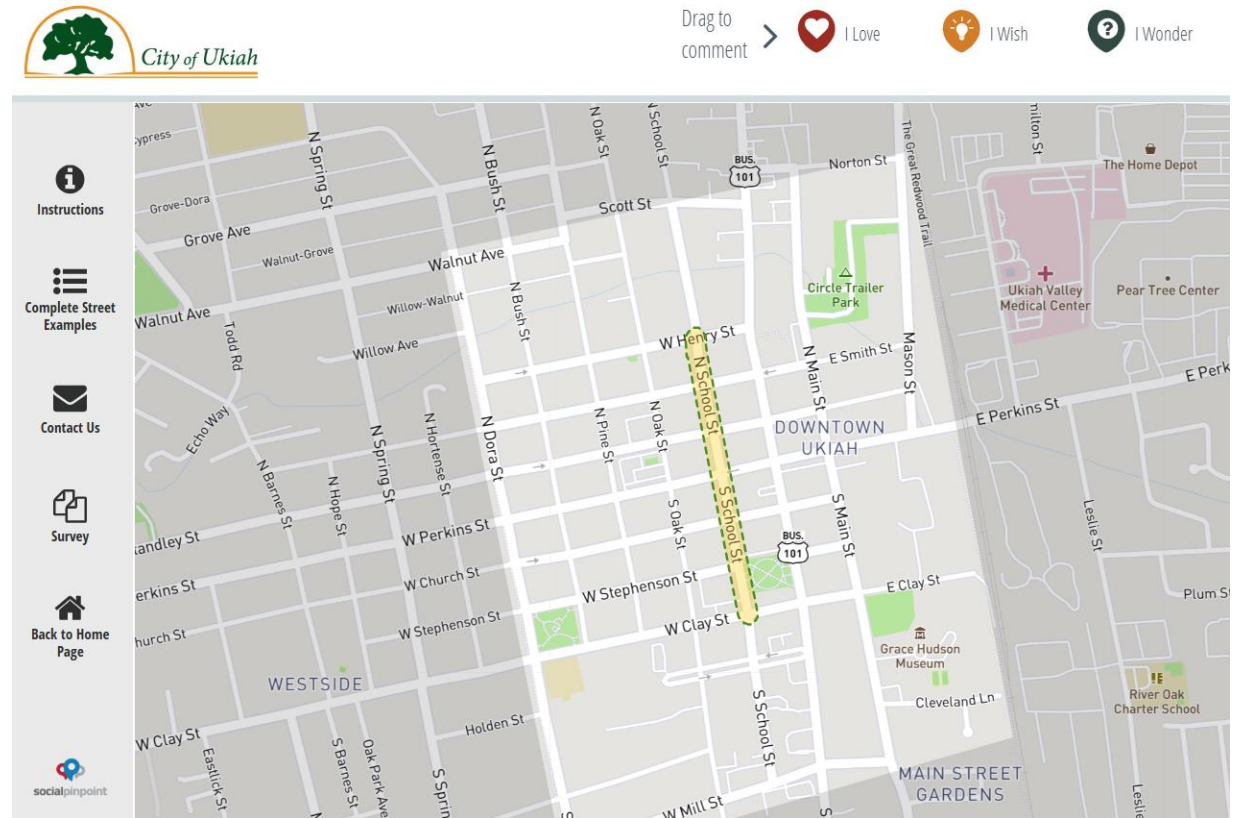 City of Ukiah
Drag to
comment
I Love
I Wish
I Wonder
Instructions
Complete Street
Examples
Contact Us
Survey
Back to Home
Page
socialpinpoint
Ave
ypress
N Spring St
N Bush St
N Oak St
N School St
BUS.
101
Norton St
The Great Redwood Trail
milton St
The Home Depot
Grove-Dora
Scott St
Grove Ave
Walnut-Grove
Walnut Ave
Circle Trailer
Park
Ukiah Valley
Medical Center
Pear Tree Center
Willow-Walnut
N Bush St
Walnut Ave
Todd Rd
Willow Ave
W Henry St
N Main St
E Smith St
Mason St
E Perk
N School St
Echo Way
N Hortense St
N Dora St
N Pine St
N Oak St
DOWNTOWN
UKIAH
E Perkins St
N Spring St
N Barnes St
N Hope St
S School St
S Oak St
S Main St
Leslie St
W Perkins St
andley St
BUS.
101
W Church St
erkins St
W Stephenson St
E Clay St
Plum S
hurch St
W Stephenson St
W Clay St
Grace Hudson
Museum
WESTSIDE
River Oak
Charter School
Cleveland Ln
Holden St
S School St
W Clay St
Eastlick St
S Barnes St
Oak Park Ave
S Sprin
MAIN STREET
GARDENS
W Mill St
Leslie